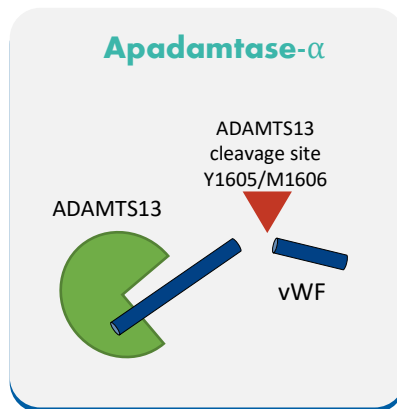 Apadamtase-α
ADAMTS13
cleavage site
Y1605/M1606
ADAMTS13
vWF